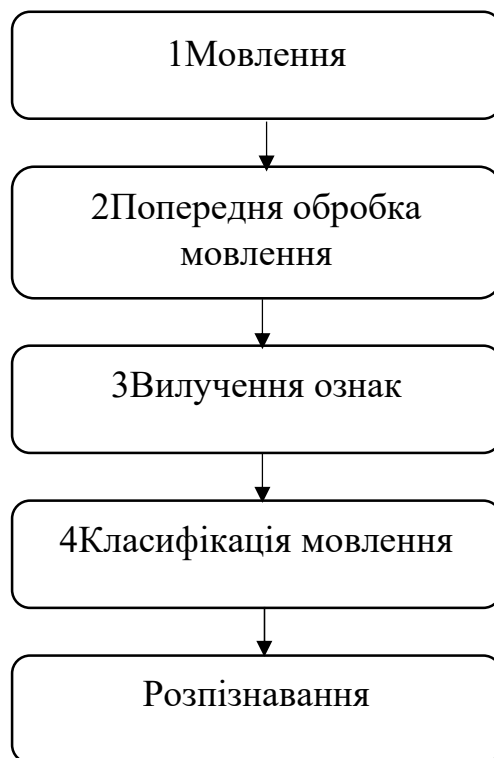 1Мовлення
2Попередня обробка
мовлення
3Вилучення ознак
4Класифікація мовлення
Розпізнавання